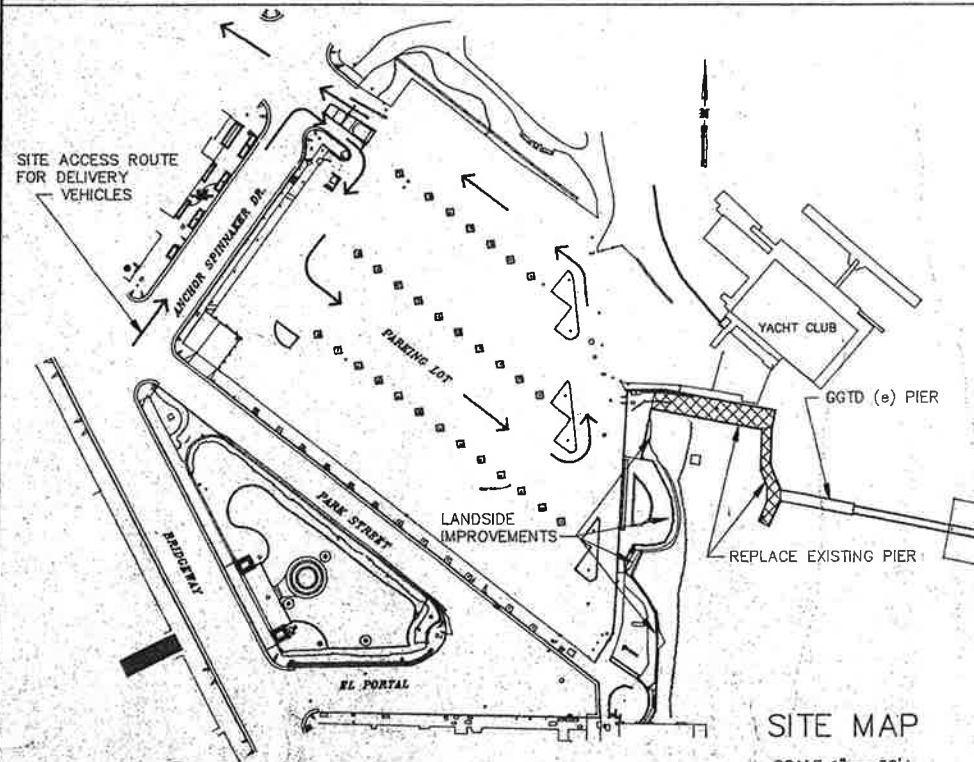 SITE ACCESS ROUTE
FOR DELIVERY
VEHICLES
ANCHOR SPINNAKER DR.
N
YACHT CLUB
PARKING LOT
GGTD (e) PIER
LANDSIDE
IMPROVEMENTS
REPLACE EXISTING PIER
PARK STREET
BRIDGEWAY
EL PORTAL
SITE MAP